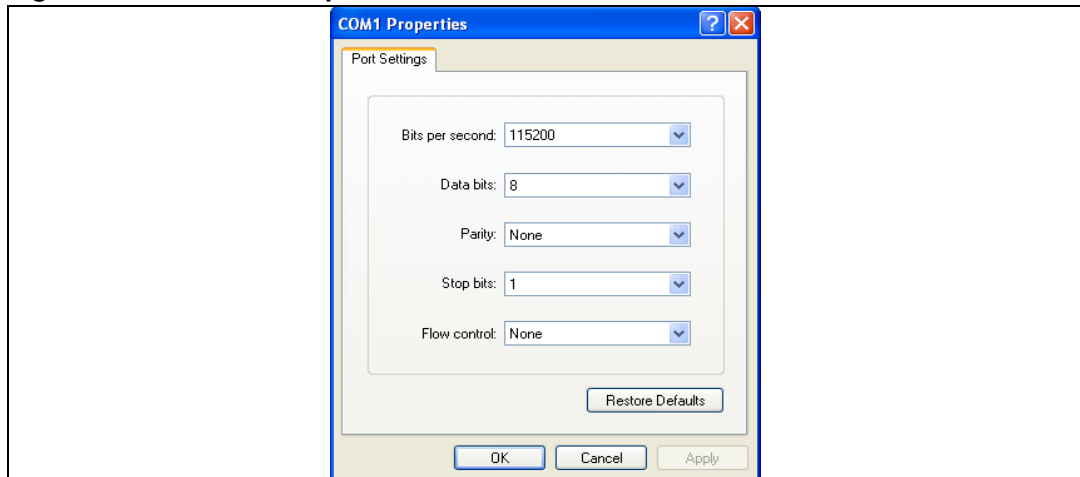 COM1 Properties
Port Settings
Bits per second: 115200
Data bits: 8
Parity: None
Stop bits: 1
Flow control: None
Restore Defaults
OK Cancel Apply